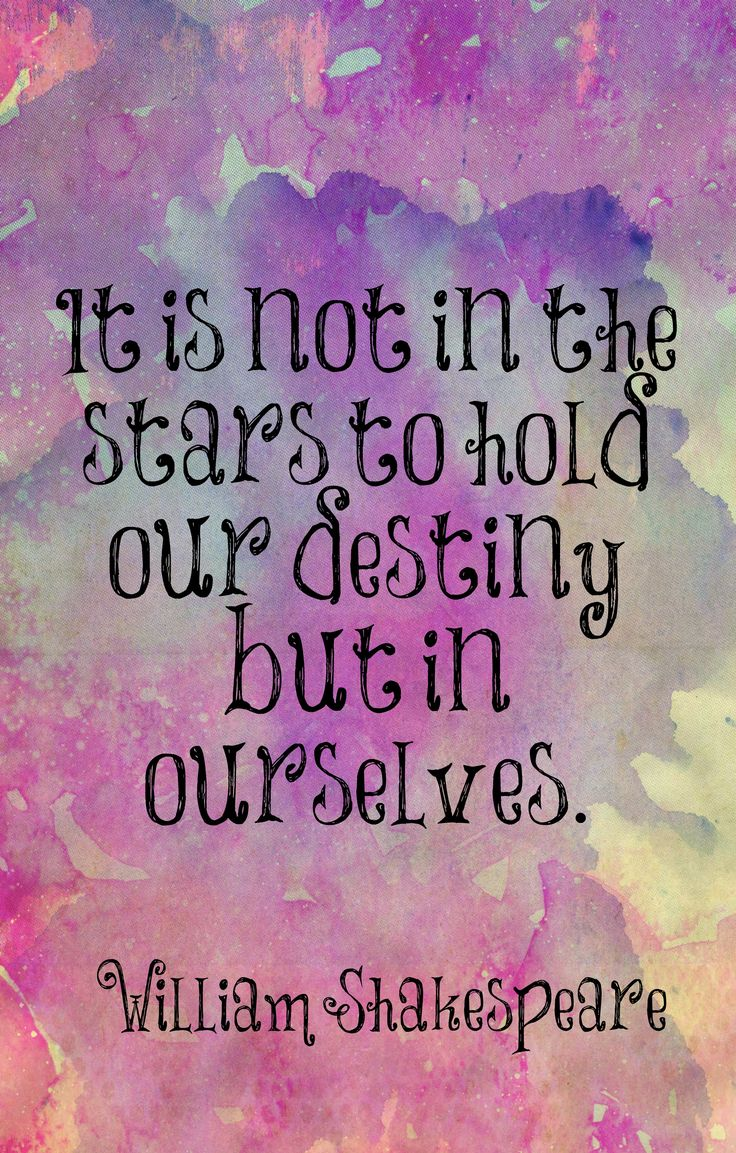 It is not in the
stars to hold
our destiny
but in
ourselves.
William Shakespeare